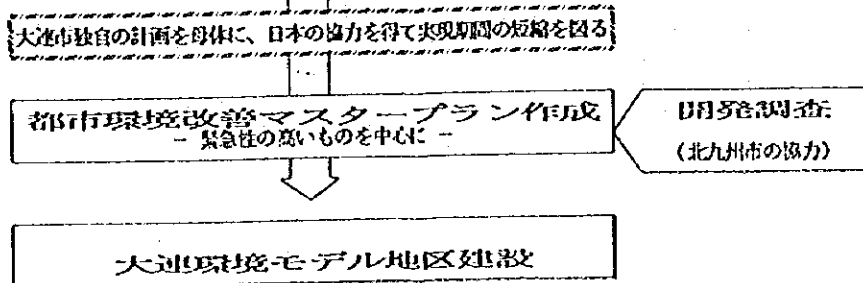 大連市独自の計画を母体に、日本の協力を得て実現期間の短縮を図る
都市環境改善マスタープラン作成
- 緊急性の高いものを中心に -
開発調査
(北九州市の協力)
大連環境モデル地区建設